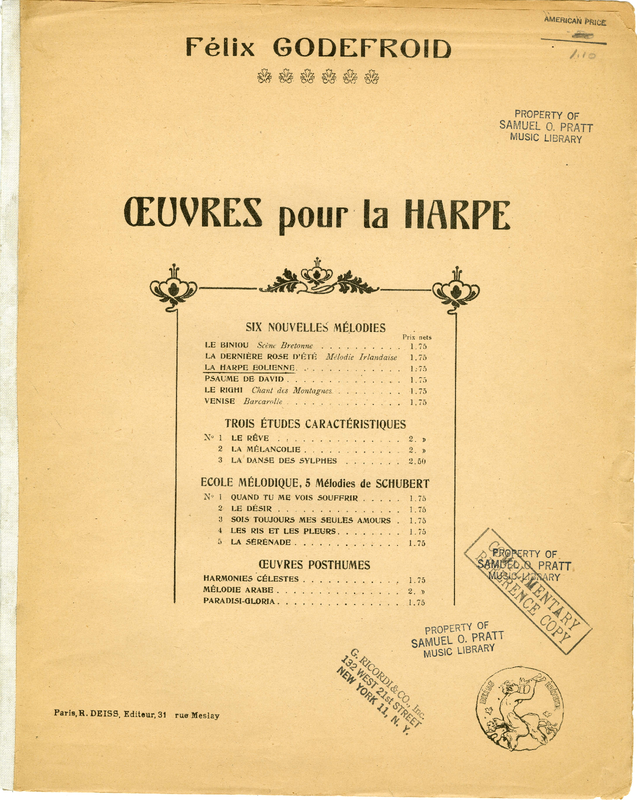 AMERICAN PRICE
1.10
Félix GODEFROID
PROPERTY OF
SAMUEL O. PRATT
MUSIC LIBRARY
ŒUVRES pour la HARPE
SIX NOUVELLES MÉLODIES
Prix nets
LE BINIOU Scène Bretonne . . . . . . . . . . 1.75
LA DERNIÈRE ROSE D'ÉTÉ Mélodie Irlandaise 1.75
LA HARPE EOLIENNE . . . . . . . . . . . . 1.75
PSAUME DE DAVID . . . . . . . . . . . . . 1.75
LE RIGHI Chant des Montagnes . . . . . . . . 1.75
VENISE Barcarolle . . . . . . . . . . . . . 1.75
TROIS ÉTUDES CARACTÉRISTIQUES
Nº 1 LE RÊVE . . . . . . . . . . . . . . 2. »
2 LA MÉLANCOLIE . . . . . . . . . . . 2. »
3 LA DANSE DES SYLPHES . . . . . . . 2.50
ECOLE MÉLODIQUE, 5 Mélodies de SCHUBERT
Nº 1 QUAND TU ME VOIS SOUFFRIR . . . . . 1.75
2 LE DÉSIR . . . . . . . . . . . . . . 1.75
3 SOIS TOUJOURS MES SEULES AMOURS . 1.75
4 LES RIS ET LES PLEURS . . . . . . . . 1.75
5 LA SÉRÉNADE . . . . . . . . . . . . 1.75
ŒUVRES POSTHUMES
HARMONIES CÉLESTES . . . . . . . . . . . 1.75
MÉLODIE ARABE . . . . . . . . . . . . . . 2. »
PARADISI-GLORIA . . . . . . . . . . . . . 1.75
COMPLIMENTARY
REFERENCE COPY
PROPERTY OF
SAMUEL O. PRATT
MUSIC LIBRARY
PROPERTY OF
SAMUEL O. PRATT
MUSIC LIBRARY
G. RICORDI & CO., Inc.
132 WEST 21st STREET
NEW YORK 11, N. Y.
Paris, R. DEISS, Editeur, 31 rue Meslay